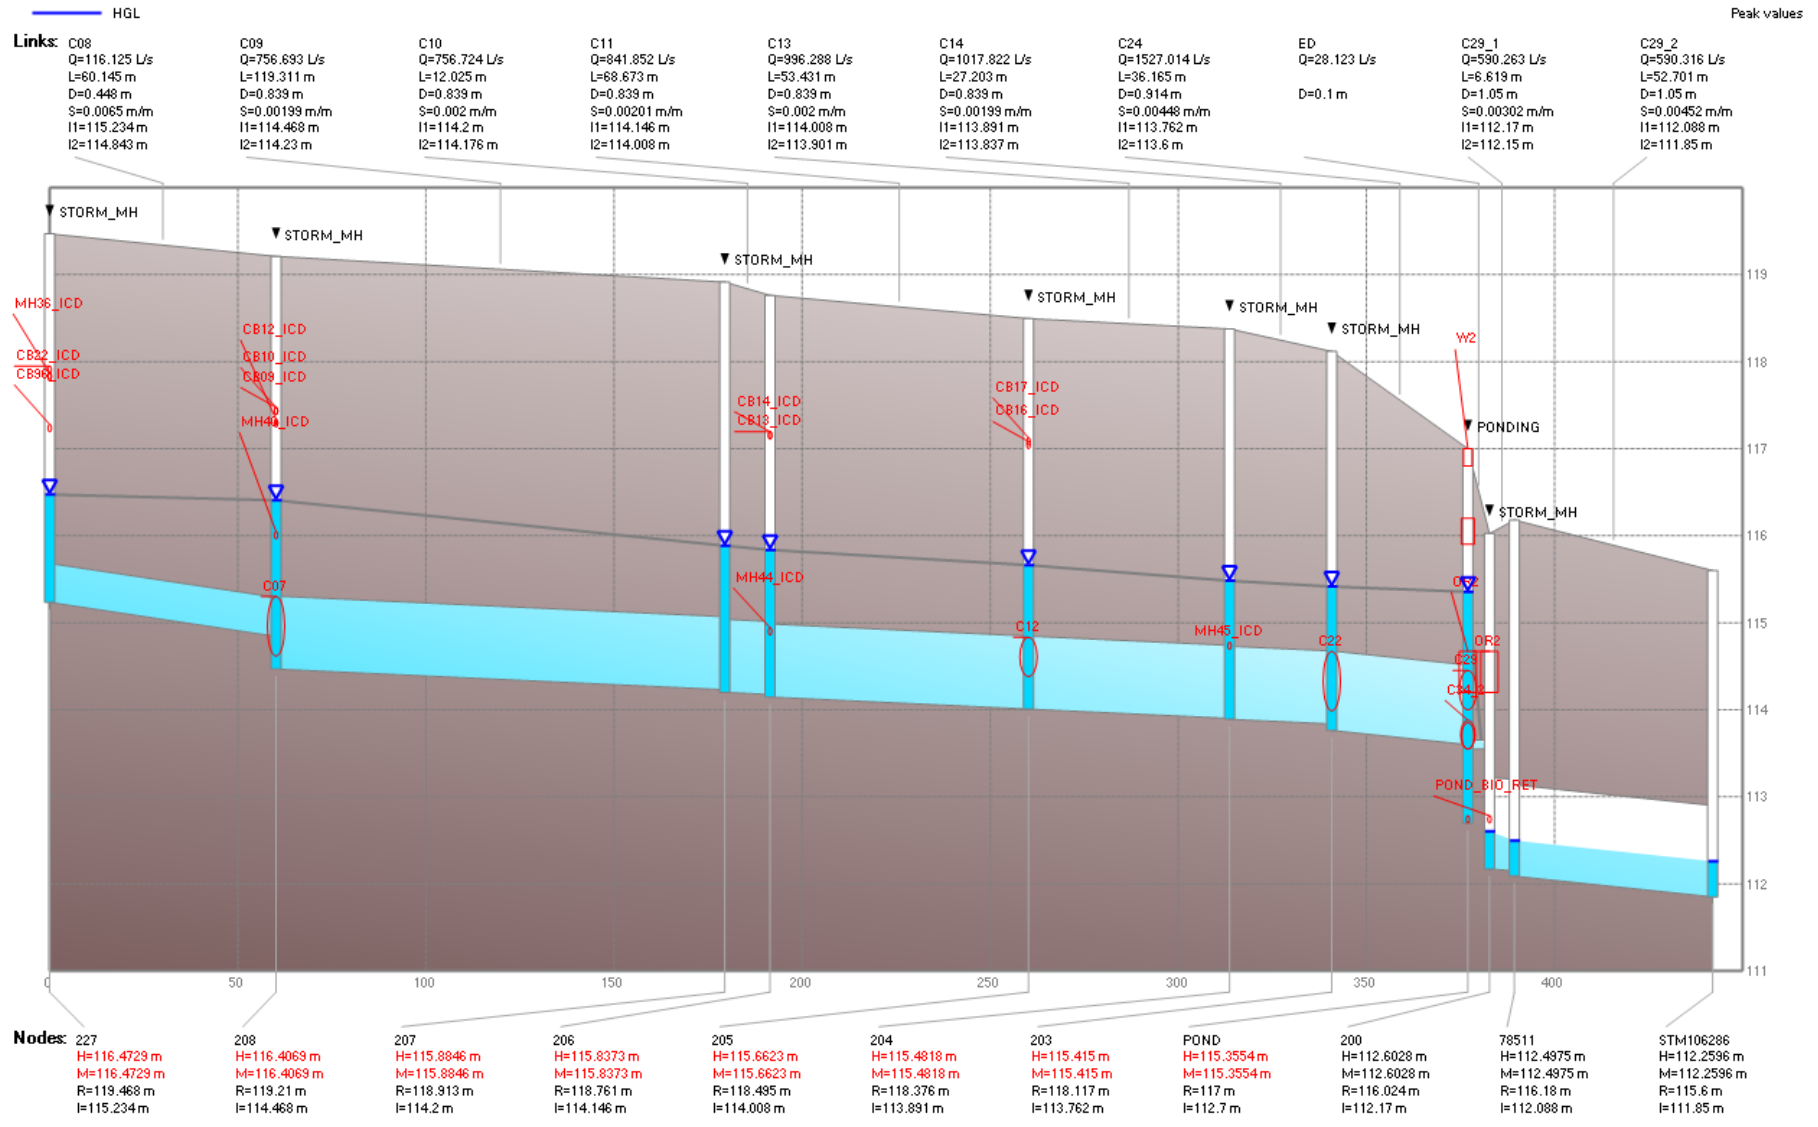 HGL
Peak values
Links:
C08
Q=116.125 L/s
L=60.145 m
D=0.448 m
S=0.0065 m/m
I1=115.234 m
I2=114.843 m
C09
Q=756.693 L/s
L=119.311 m
D=0.839 m
S=0.00199 m/m
I1=114.468 m
I2=114.23 m
C10
Q=756.724 L/s
L=12.025 m
D=0.839 m
S=0.002 m/m
I1=114.2 m
I2=114.176 m
C11
Q=841.852 L/s
L=68.673 m
D=0.839 m
S=0.00201 m/m
I1=114.146 m
I2=114.008 m
C13
Q=996.288 L/s
L=53.431 m
D=0.839 m
S=0.002 m/m
I1=114.008 m
I2=113.901 m
C14
Q=1017.822 L/s
L=27.203 m
D=0.839 m
S=0.00199 m/m
I1=113.891 m
I2=113.837 m
C24
Q=1527.014 L/s
L=36.165 m
D=0.914 m
S=0.00448 m/m
I1=113.762 m
I2=113.6 m
ED
Q=28.123 L/s
D=0.1 m
C29_1
Q=590.263 L/s
L=6.619 m
D=1.05 m
S=0.00302 m/m
I1=112.17 m
I2=112.15 m
C29_2
Q=590.316 L/s
L=52.701 m
D=1.05 m
S=0.00452 m/m
I1=112.088 m
I2=111.85 m
STORM_MH
STORM_MH
STORM_MH
STORM_MH
STORM_MH
STORM_MH
PONDING
STORM_MH
MH36_ICD
CB22_ICD
CB96_ICD
CB12_ICD
CB10_ICD
CB09_ICD
MH40_ICD
C07
CB14_ICD
CB13_ICD
MH44_ICD
CB17_ICD
CB16_ICD
C12
MH45_ICD
C22
W2
OR2
C29
C34_2
POND_BIO_RET
119
118
117
116
115
114
113
112
111
0
50
100
150
200
250
300
350
400
Nodes:
227
H=116.4729 m
M=116.4729 m
R=119.468 m
I=115.234 m
208
H=116.4069 m
M=116.4069 m
R=119.21 m
I=114.468 m
207
H=115.8846 m
M=115.8846 m
R=118.913 m
I=114.2 m
206
H=115.8373 m
M=115.8373 m
R=118.761 m
I=114.146 m
205
H=115.6623 m
M=115.6623 m
R=118.495 m
I=114.008 m
204
H=115.4818 m
M=115.4818 m
R=118.376 m
I=113.891 m
203
H=115.415 m
M=115.415 m
R=118.117 m
I=113.762 m
POND
H=115.3554 m
M=115.3554 m
R=117 m
I=112.7 m
200
H=112.6028 m
M=112.6028 m
R=116.024 m
I=112.17 m
78511
H=112.4975 m
M=112.4975 m
R=116.18 m
I=112.088 m
STM106286
H=112.2596 m
M=112.2596 m
R=115.6 m
I=111.85 m